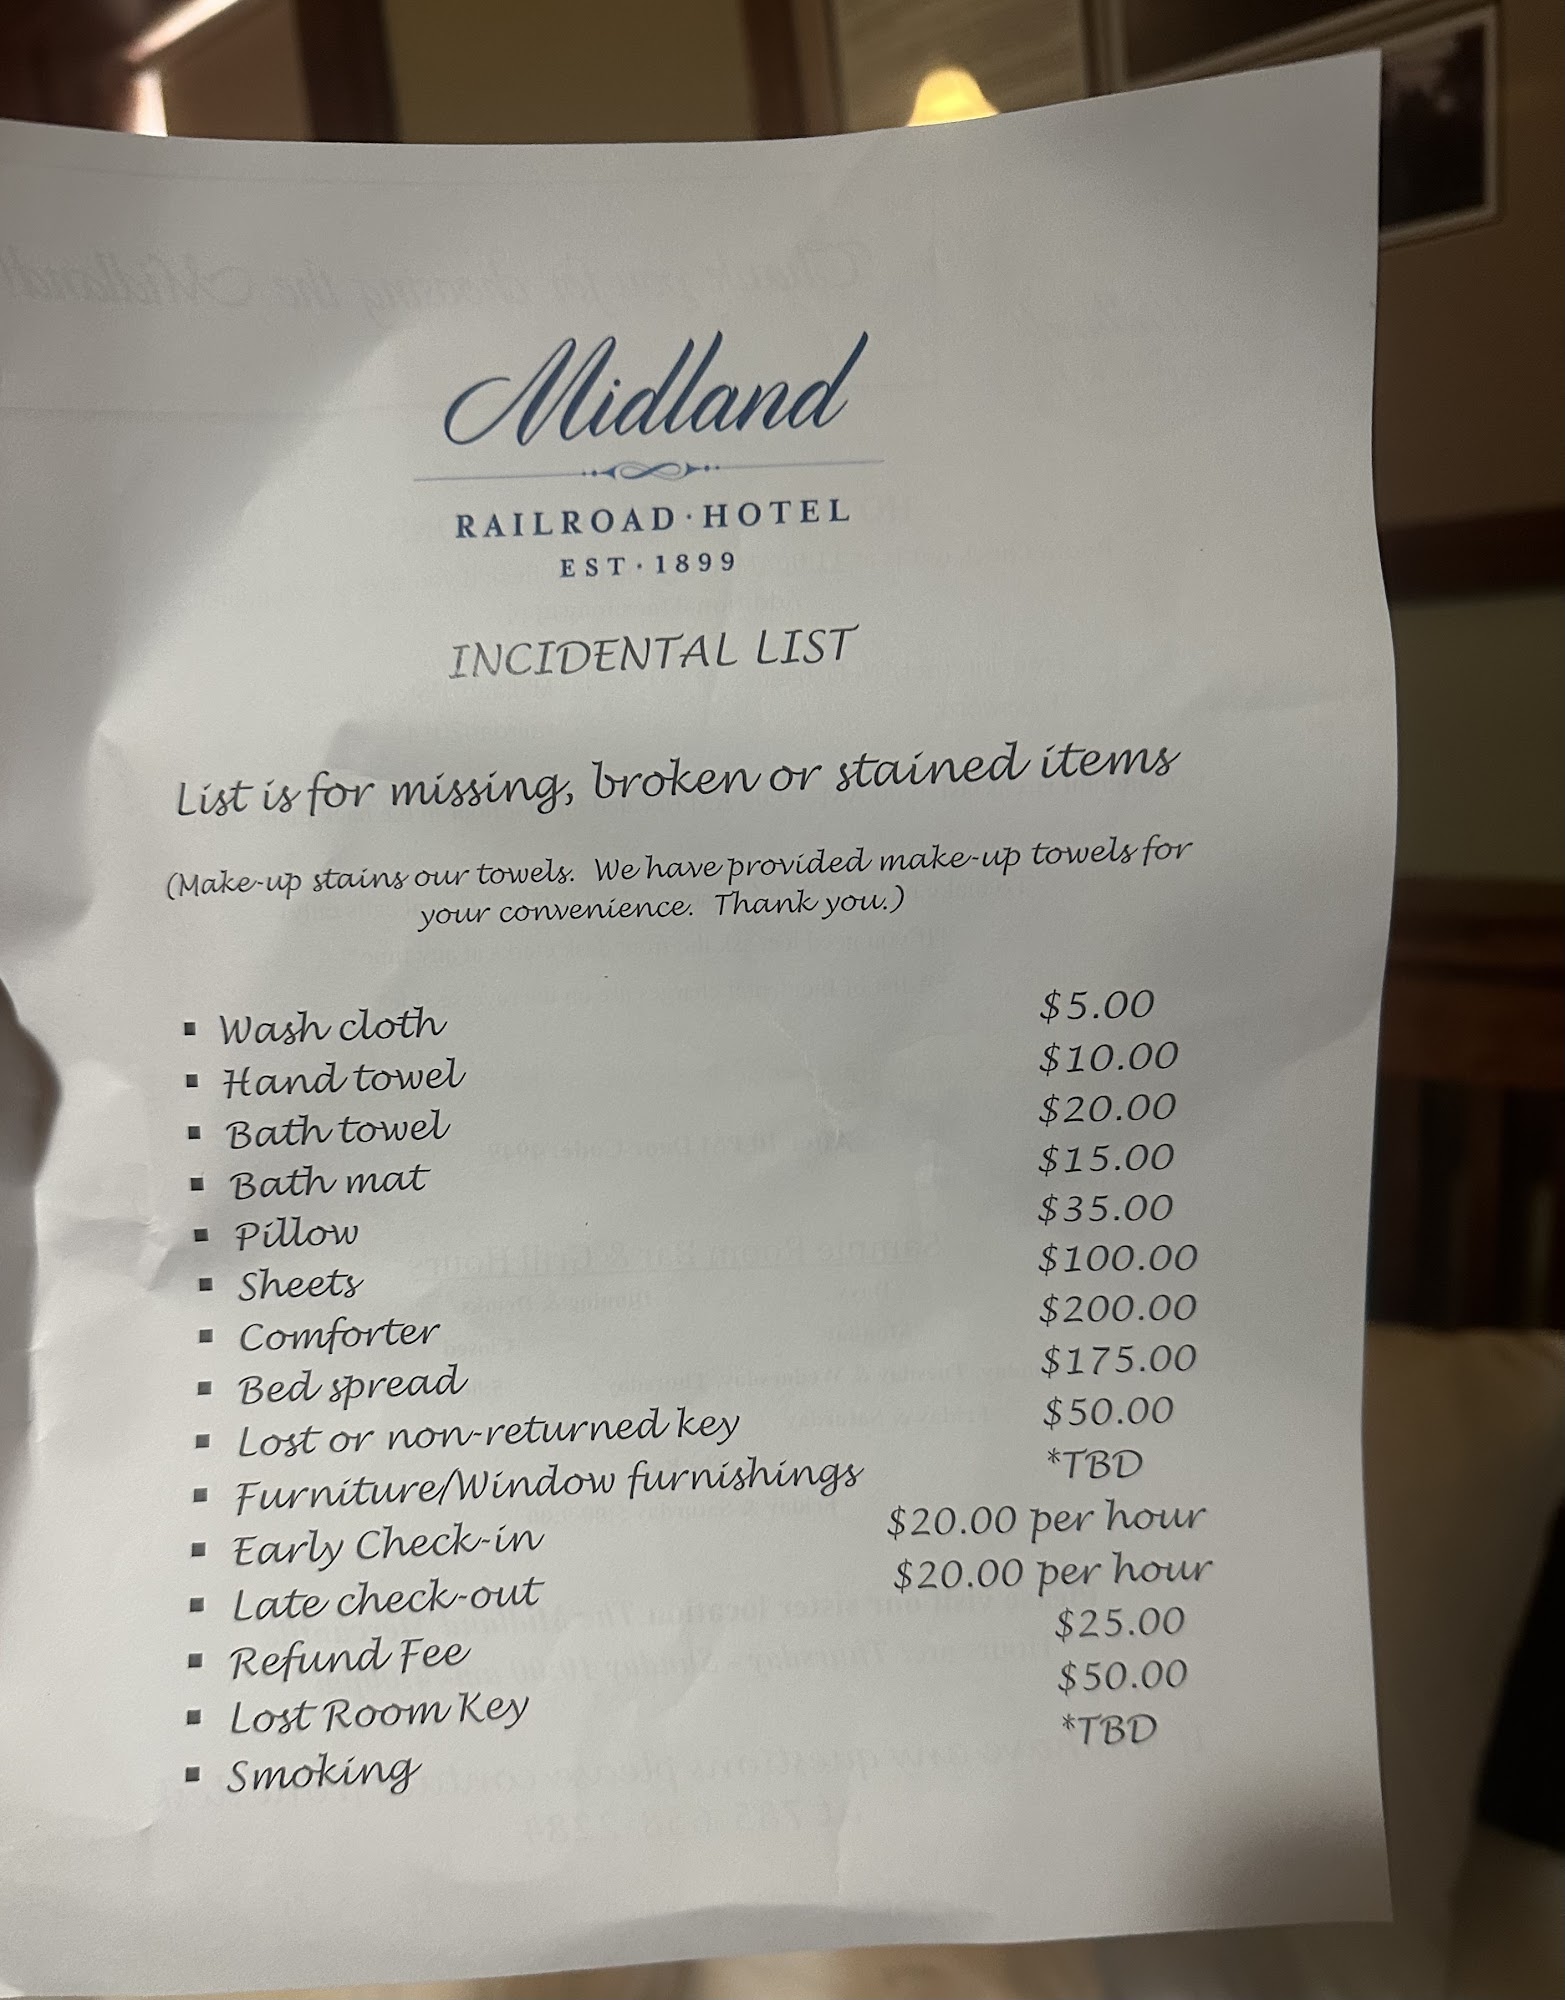 Midland
RAILROAD·HOTEL
EST·1899
INCIDENTAL LIST
List is for missing, broken or stained items
(Make-up stains our towels. We have provided make-up towels for
your convenience. Thank you.)
▪ Wash cloth $5.00
▪ Hand towel $10.00
▪ Bath towel $20.00
▪ Bath mat $15.00
▪ Pillow $35.00
▪ Sheets $100.00
▪ Comforter $200.00
▪ Bed spread $175.00
▪ Lost or non-returned key $50.00
▪ Furniture/Window furnishings *TBD
▪ Early Check-in $20.00 per hour
▪ Late check-out $20.00 per hour
▪ Refund Fee $25.00
▪ Lost Room Key $50.00
▪ Smoking *TBD